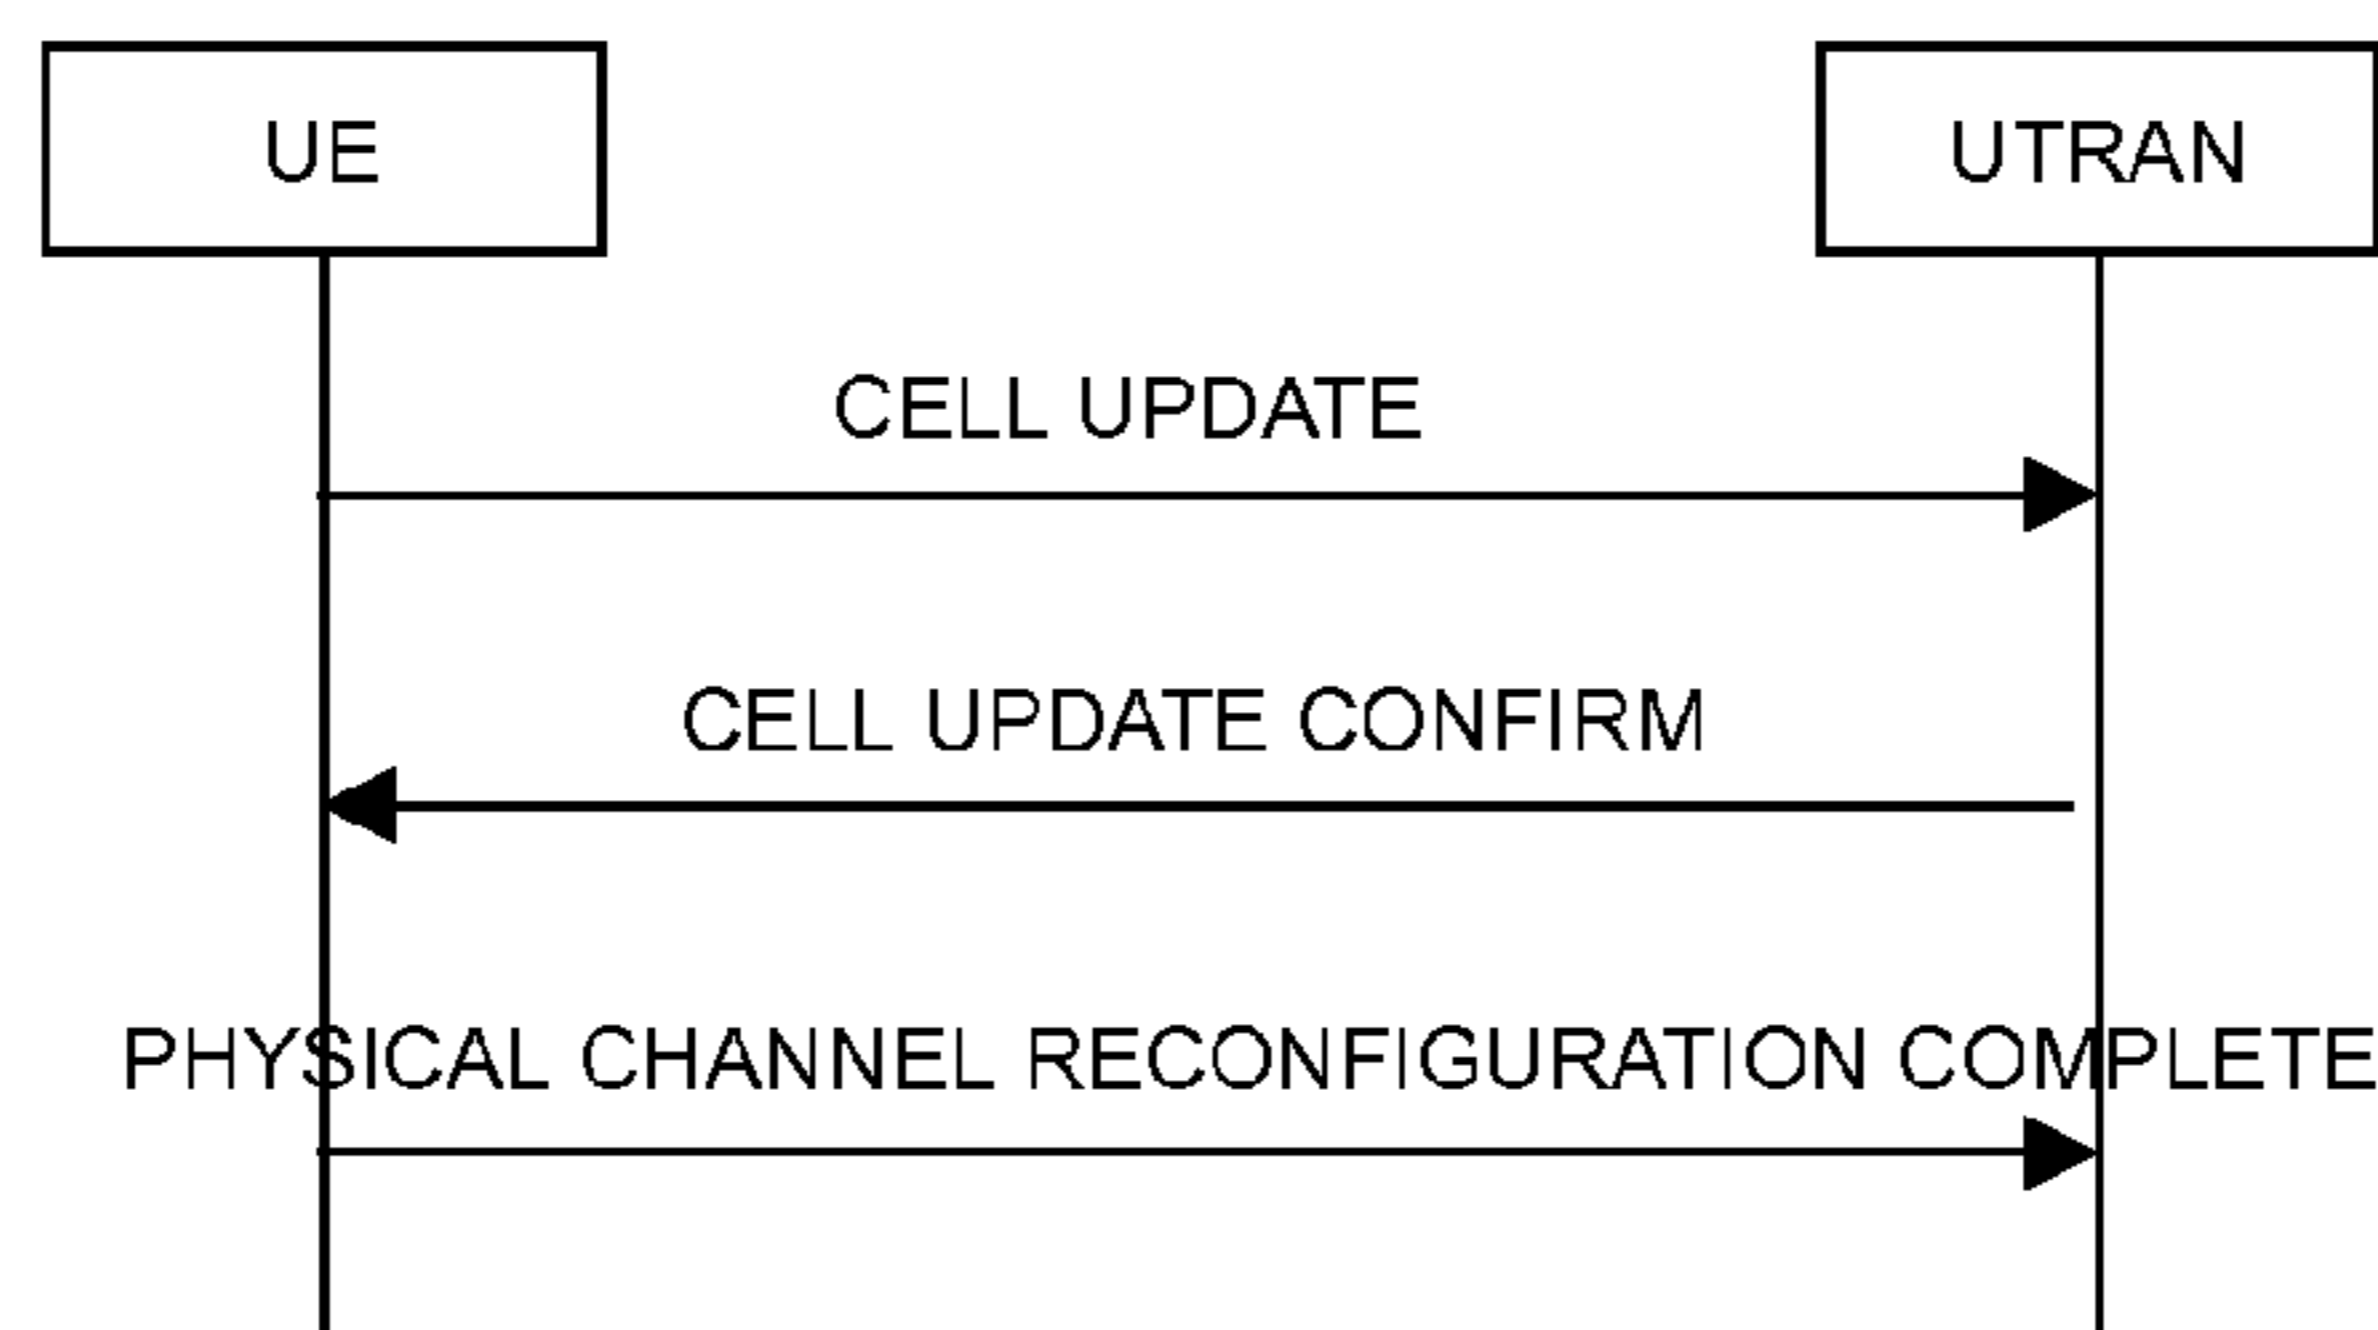 UE
UTRAN
CELL UPDATE
CELL UPDATE CONFIRM
PHYSICAL CHANNEL RECONFIGURATION COMPLETE